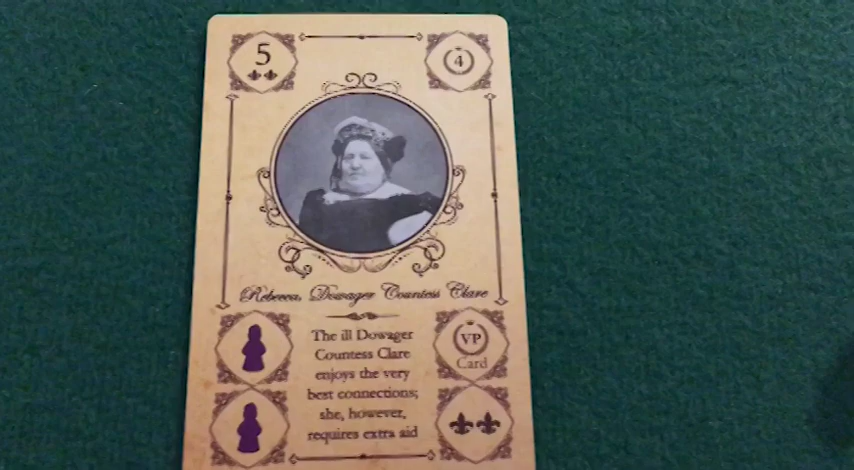 5
4
Rebecca, Dowager Countess Clare
The ill Dowager
Countess Clare
enjoys the very
best connections;
she, however,
requires extra aid
VP
Card